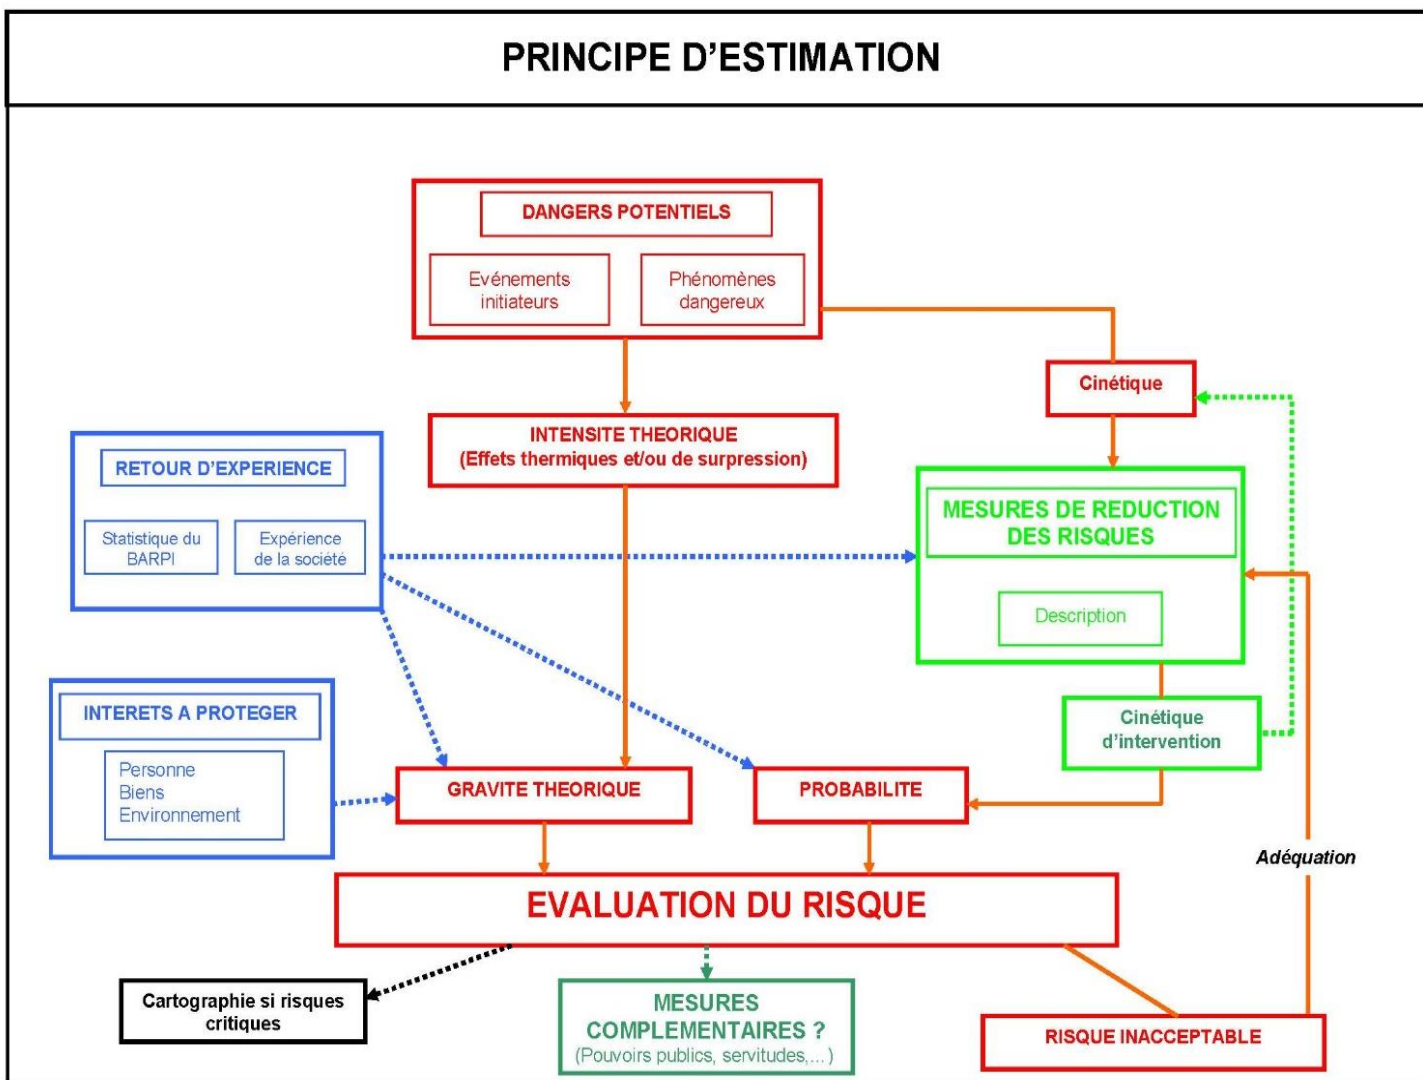 PRINCIPE D’ESTIMATION
DANGERS POTENTIELS
Evénements
initiateurs
Phénomènes
dangereux
Cinétique
INTENSITE THEORIQUE
(Effets thermiques et/ou de surpression)
RETOUR D’EXPERIENCE
Statistique du
BARPI
Expérience
de la société
MESURES DE REDUCTION
DES RISQUES
Description
INTERETS A PROTEGER
Personne
Biens
Environnement
Cinétique
d’intervention
GRAVITE THEORIQUE
PROBABILITE
Adéquation
EVALUATION DU RISQUE
Cartographie si risques
critiques
MESURES
COMPLEMENTAIRES ?
(Pouvoirs publics, servitudes,…)
RISQUE INACCEPTABLE